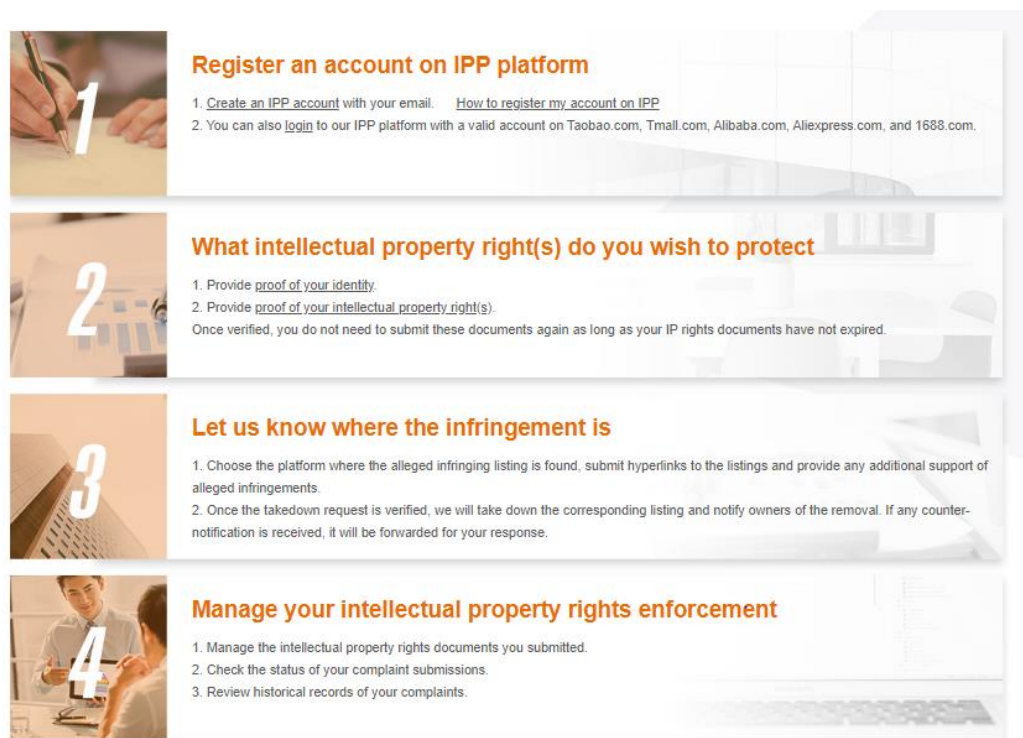 1
Register an account on IPP platform
1. Create an IPP account with your email. How to register my account on IPP
2. You can also login to our IPP platform with a valid account on Taobao.com, Tmall.com, Alibaba.com, Aliexpress.com, and 1688.com.
2
What intellectual property right(s) do you wish to protect
1. Provide proof of your identity.
2. Provide proof of your intellectual property right(s).
Once verified, you do not need to submit these documents again as long as your IP rights documents have not expired.
3
Let us know where the infringement is
1. Choose the platform where the alleged infringing listing is found, submit hyperlinks to the listings and provide any additional support of
alleged infringements.
2. Once the takedown request is verified, we will take down the corresponding listing and notify owners of the removal. If any counter-
notification is received, it will be forwarded for your response.
4
Manage your intellectual property rights enforcement
1. Manage the intellectual property rights documents you submitted.
2. Check the status of your complaint submissions.
3. Review historical records of your complaints.